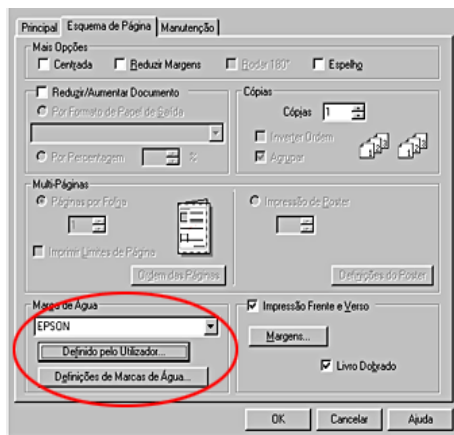 Principal Esquema de Página Manutenção
Mais Opções
Centrada Reduzir Margens Rodar 180° Espelho
Reduzir/Aumentar Documento
Por Formato de Papel de Saída
Por Percentagem %
Cópias
Cópias 1
Inverter Ordem
Agrupar
Multi-Páginas
Páginas por Folha
1
Imprimir Limites de Página
Ordem das Páginas
Impressão de Poster
Definições do Poster
Marca de Água
EPSON
Definido pelo Utilizador...
Definições de Marcas de Água...
Impressão Frente e Verso
Margens...
Livro Dobrado
OK Cancelar Ajuda